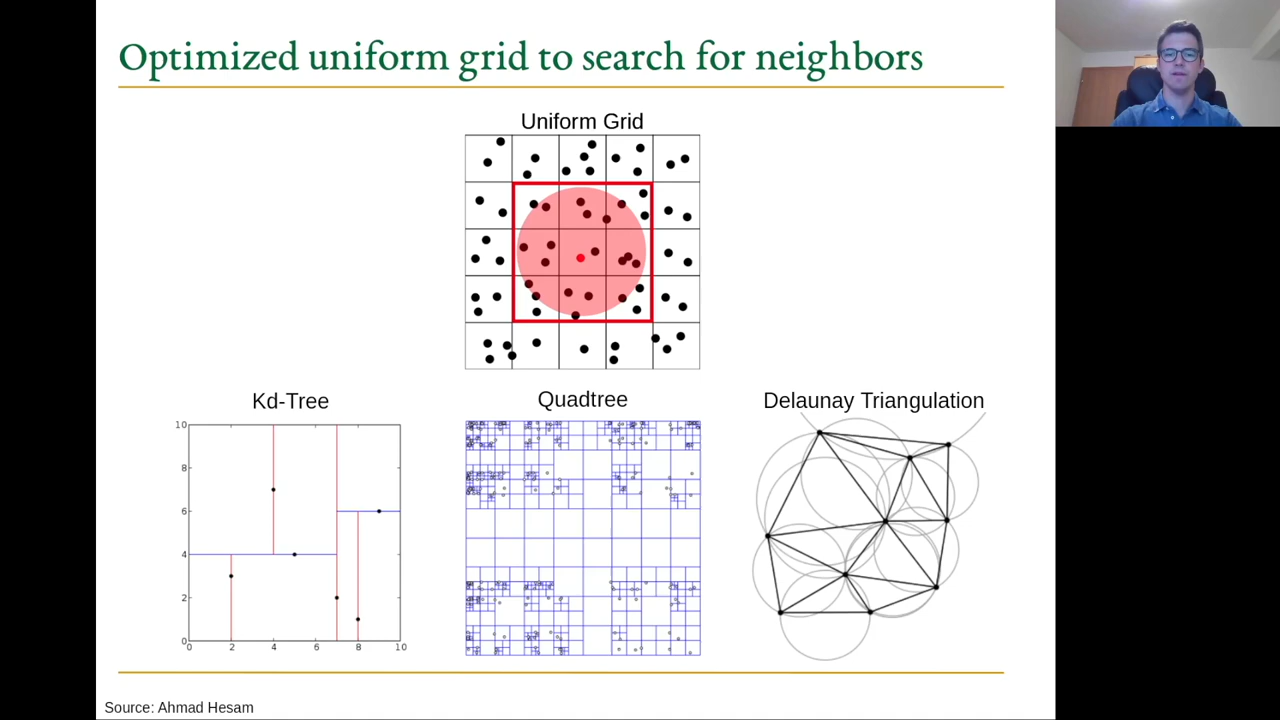 Optimized uniform grid to search for neighbors
Uniform Grid
Kd-Tree
Quadtree
Delaunay Triangulation
10
8
6
4
2
0
0 2 4 6 8 10
Source: Ahmad Hesam